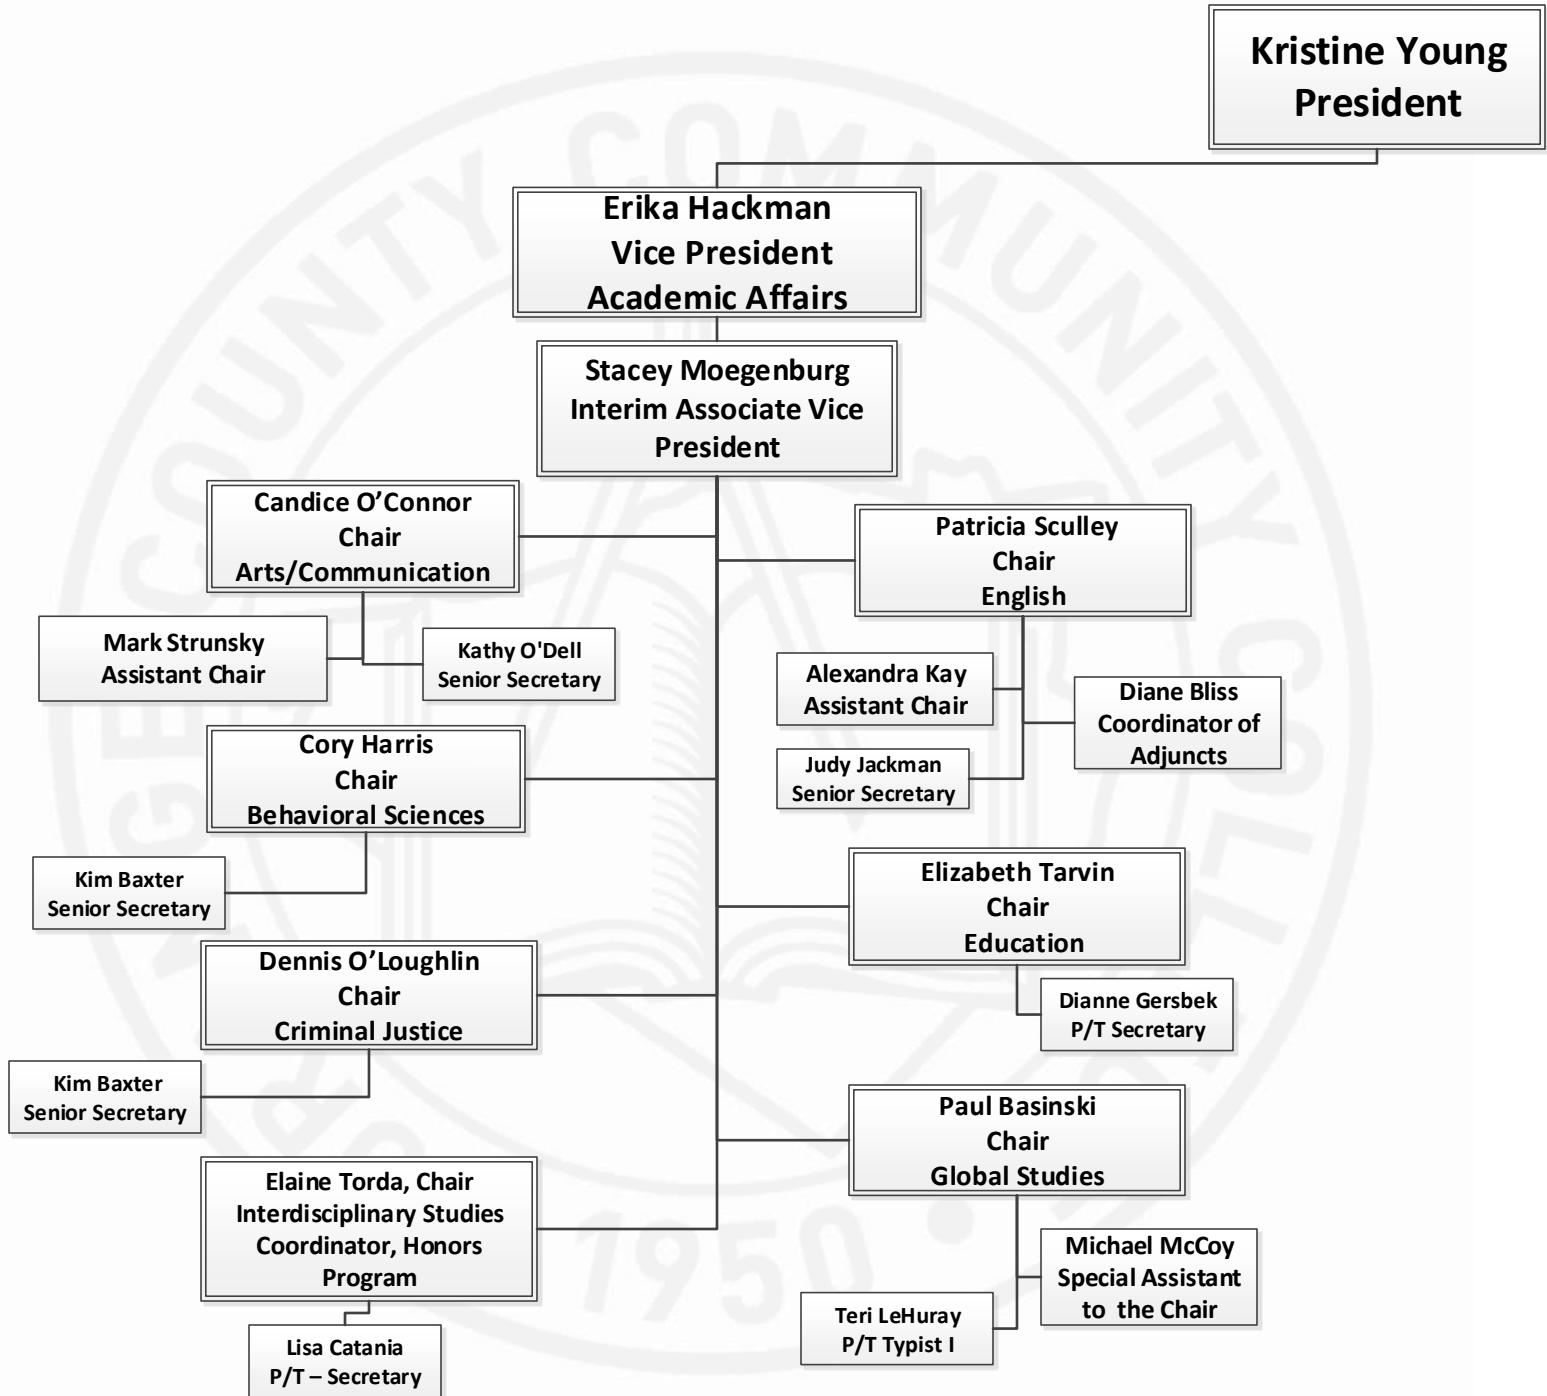 Kristine Young
President
Erika Hackman
Vice President
Academic Affairs
Stacey Moegenburg
Interim Associate Vice
President
Candice O’Connor
Chair
Arts/Communication
Mark Strunsky
Assistant Chair
Kathy O'Dell
Senior Secretary
Patricia Sculley
Chair
English
Alexandra Kay
Assistant Chair
Diane Bliss
Coordinator of
Adjuncts
Judy Jackman
Senior Secretary
Cory Harris
Chair
Behavioral Sciences
Kim Baxter
Senior Secretary
Elizabeth Tarvin
Chair
Education
Dianne Gersbek
P/T Secretary
Dennis O’Loughlin
Chair
Criminal Justice
Kim Baxter
Senior Secretary
Paul Basinski
Chair
Global Studies
Michael McCoy
Special Assistant
to the Chair
Teri LeHuray
P/T Typist I
Elaine Torda, Chair
Interdisciplinary Studies
Coordinator, Honors
Program
Lisa Catania
P/T – Secretary
ORANGE COUNTY COMMUNITY COLLEGE
1950